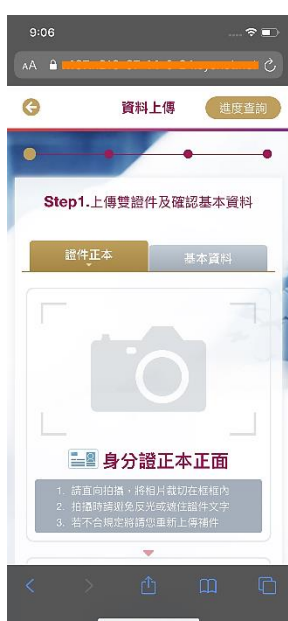 9:06
AA
資料上傳
進度查詢
Step1.上傳雙證件及確認基本資料
證件正本
基本資料
身分證正本正面
1. 請直向拍攝，將相片裁切在框框內
2. 拍攝時請避免反光或遮住證件文字
3. 若不合規定將請您重新上傳補件